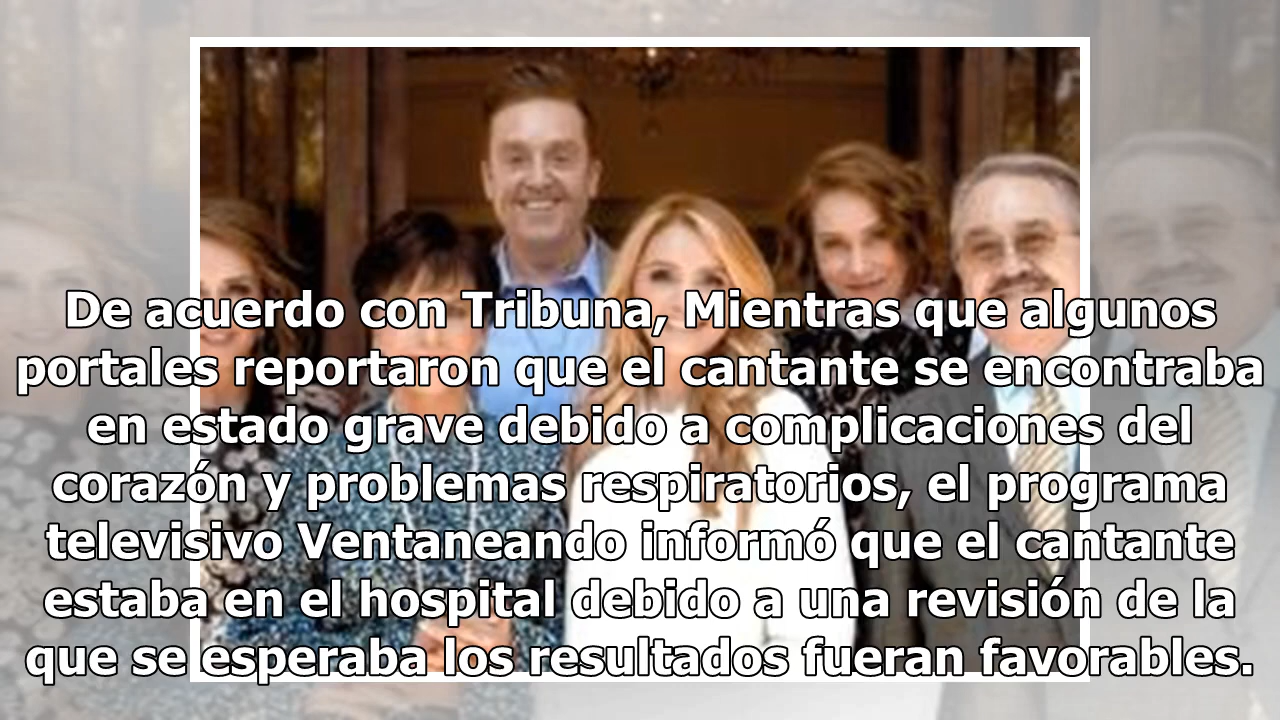 De acuerdo con Tribuna, Mientras que algunos
portales reportaron que el cantante se encontraba
en estado grave debido a complicaciones del
corazón y problemas respiratorios, el programa
televisivo Ventaneando informó que el cantante
estaba en el hospital debido a una revisión de la
que se esperaba los resultados fueran favorables.